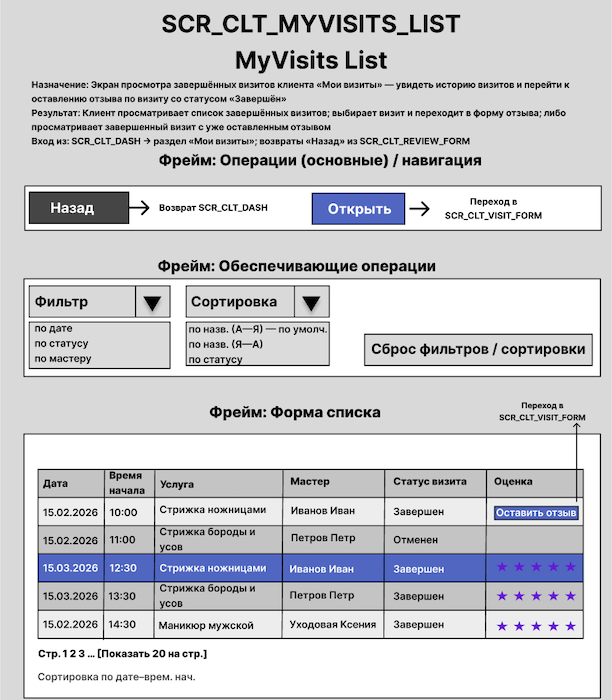 SCR_CLT_MYVISITS_LIST
MyVisits List
Назначение: Экран просмотра завершённых визитов клиента «Мои визиты» — увидеть историю визитов и перейти к
оставлению отзыва по визиту со статусом «Завершён»
Результат: Клиент просматривает список завершённых визитов; выбирает визит и переходит в форму отзыва; либо
просматривает завершенный визит с уже оставленным отзывом
Вход из: SCR_CLT_DASH → раздел «Мои визиты»; возвраты «Назад» из SCR_CLT_REVIEW_FORM
Фрейм: Операции (основные) / навигация
Назад
Возврат SCR_CLT_DASH
Открыть
Переход в
SCR_CLT_VISIT_FORM
Фрейм: Обеспечивающие операции
Фильтр
по дате
по статусу
по мастеру
Сортировка
по назв. (А—Я) — по умолч.
по назв. (Я—А)
по статусу
Сброс фильтров / сортировки
Фрейм: Форма списка
Переход в
SCR_CLT_VISIT_FORM
Дата Время начала Услуга Мастер Статус визита Оценка
15.02.2026 10:00 Стрижка ножницами Иванов Иван Завершен Оставить отзыв
15.02.2026 11:00 Стрижка бороды и усов Петров Петр Отменен
15.03.2026 12:30 Стрижка ножницами Иванов Иван Завершен ★ ★ ★ ★ ★
15.03.2026 13:30 Стрижка бороды и усов Петров Петр Завершен ★ ★ ★ ★ ★
15.02.2026 14:30 Маникюр мужской Уходовая Ксения Завершен ★ ★ ★ ★ ★
Стр. 1 2 3 ... [Показать 20 на стр.]
Сортировка по дате–врем. нач.